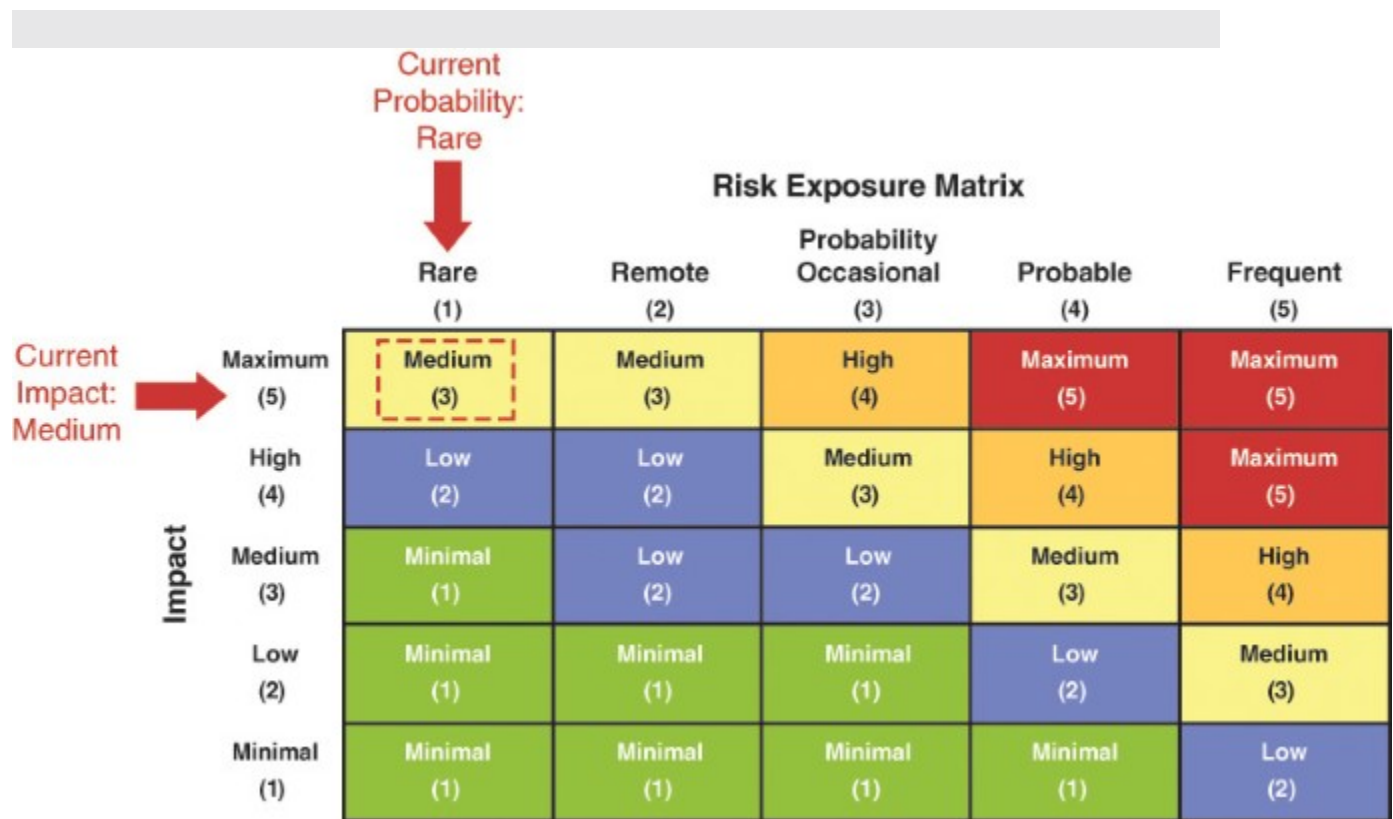 Current
Probability:
Rare
Risk Exposure Matrix
Probability
Rare Remote Occasional Probable Frequent
(1) (2) (3) (4) (5)
Current
Impact:
Medium
Impact
Maximum Medium Medium High Maximum Maximum
(5) (3) (3) (4) (5) (5)
High Low Low Medium High Maximum
(4) (2) (2) (3) (4) (5)
Medium Minimal Low Low Medium High
(3) (1) (2) (2) (3) (4)
Low Minimal Minimal Minimal Low Medium
(2) (1) (1) (1) (2) (3)
Minimal Minimal Minimal Minimal Minimal Low
(1) (1) (1) (1) (1) (2)